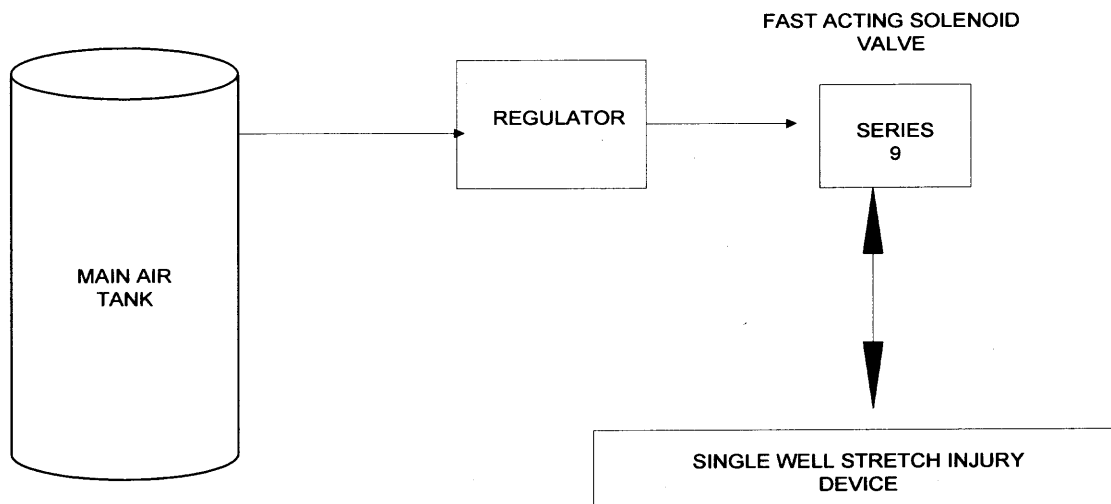 FAST ACTING SOLENOID
VALVE
REGULATOR
SERIES
9
MAIN AIR
TANK
SINGLE WELL STRETCH INJURY
DEVICE